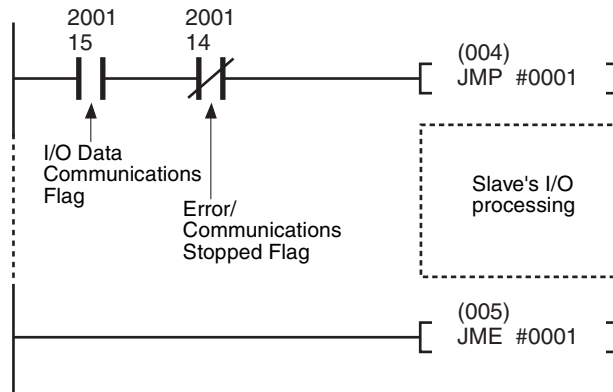 2001
15
2001
14
(004)
JMP #0001
I/O Data
Communications
Flag
Error/
Communications
Stopped Flag
Slave's I/O
processing
(005)
JME #0001